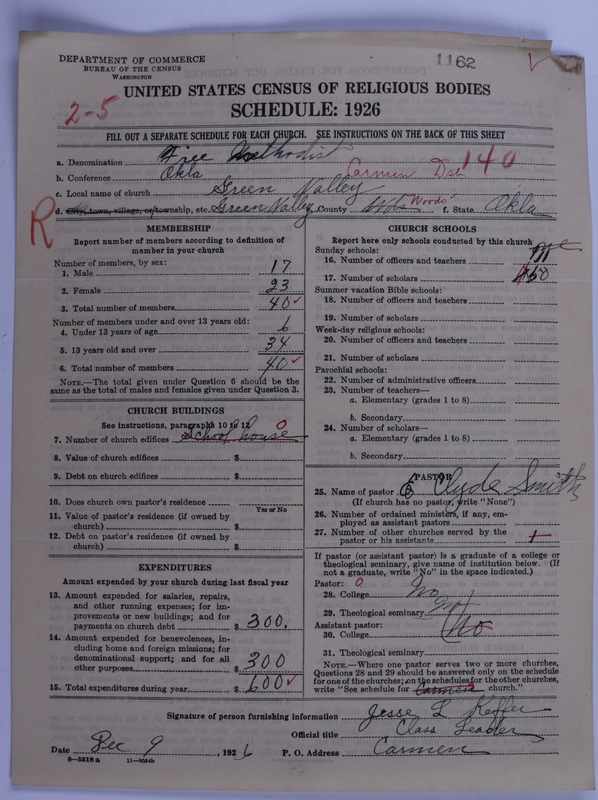 DEPARTMENT OF COMMERCE
BUREAU OF THE CENSUS
WASHINGTON
1162
UNITED STATES CENSUS OF RELIGIOUS BODIES
2-5
SCHEDULE: 1926
FILL OUT A SEPARATE SCHEDULE FOR EACH CHURCH. SEE INSTRUCTIONS ON THE BACK OF THIS SHEET
a. Denomination Free Methodist 140
b. Conference Okla Carmen Dst
c. Local name of church Green Valley
d. City, town, village, or township, etc. Green Valley County Woods f. State Okla
R
MEMBERSHIP
Report number of members according to definition of
member in your church
Number of members, by sex:
1. Male 17
2. Female 23
3. Total number of members 40
Number of members under and over 13 years old:
4. Under 13 years of age 6
5. 13 years old and over 34
6. Total number of members 40
NOTE.—The total given under Question 6 should be the
same as the total of males and females given under Question 3.
CHURCH BUILDINGS
See instructions, paragraphs 10 to 12
7. Number of church edifices School house 0
8. Value of church edifices $
9. Debt on church edifices $
10. Does church own pastor's residence
Yes or No
11. Value of pastor's residence (if owned by
church) $
12. Debt on pastor's residence (if owned by
church) $
EXPENDITURES
Amount expended by your church during last fiscal year
13. Amount expended for salaries, repairs,
and other running expenses; for im-
provements or new buildings; and for
payments on church debt $ 300.
14. Amount expended for benevolences, in-
cluding home and foreign missions; for
denominational support; and for all
other purposes $ 300
15. Total expenditures during year $ 600
CHURCH SCHOOLS
Report here only schools conducted by this church
Sunday schools:
16. Number of officers and teachers
17. Number of scholars
Summer vacation Bible schools:
18. Number of officers and teachers
19. Number of scholars
Week-day religious schools:
20. Number of officers and teachers
21. Number of scholars
Parochial schools:
22. Number of administrative officers
23. Number of teachers—
a. Elementary (grades 1 to 8)
b. Secondary
24. Number of scholars—
a. Elementary (grades 1 to 8)
b. Secondary
PASTOR
25. Name of pastor Clyde Smith
(If church has no pastor, write "None")
26. Number of ordained ministers, if any, em-
ployed as assistant pastors
27. Number of other churches served by the
pastor or his assistants 1
If pastor (or assistant pastor) is a graduate of a college or
theological seminary, give name of institution below. (If
not a graduate, write "No" in the space indicated.)
Pastor: 0
28. College No
29. Theological seminary No
Assistant pastor:
30. College No
31. Theological seminary
NOTE.—Where one pastor serves two or more churches,
Questions 28 and 29 should be answered only on the schedule
for one of the churches; on the schedules for the other churches,
write "See schedule for Carmen church."
Signature of person furnishing information Jesse L Keffer
Official title Class Leader
Date Dec 9, 1926 P. O. Address Carmen
8-5518 a 11-9034b